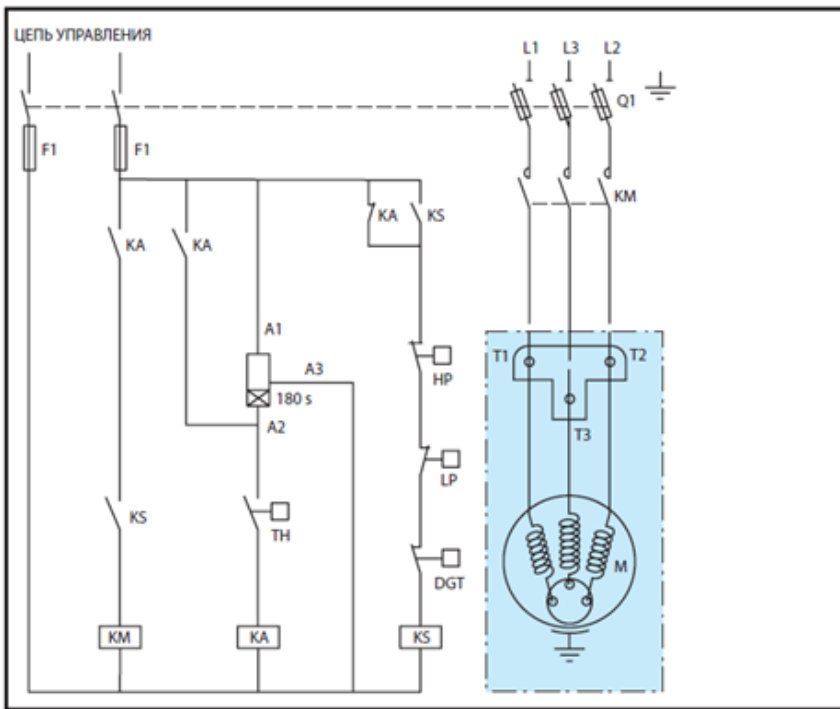 ЦЕПЬ УПРАВЛЕНИЯ
L1 L3 L2
Q1
F1 F1
KM
KA KS
KA KA
A1
T1 T2
A3
HP
180 s
A2
T3
LP
KS
TH
M
DGT
KM KA KS